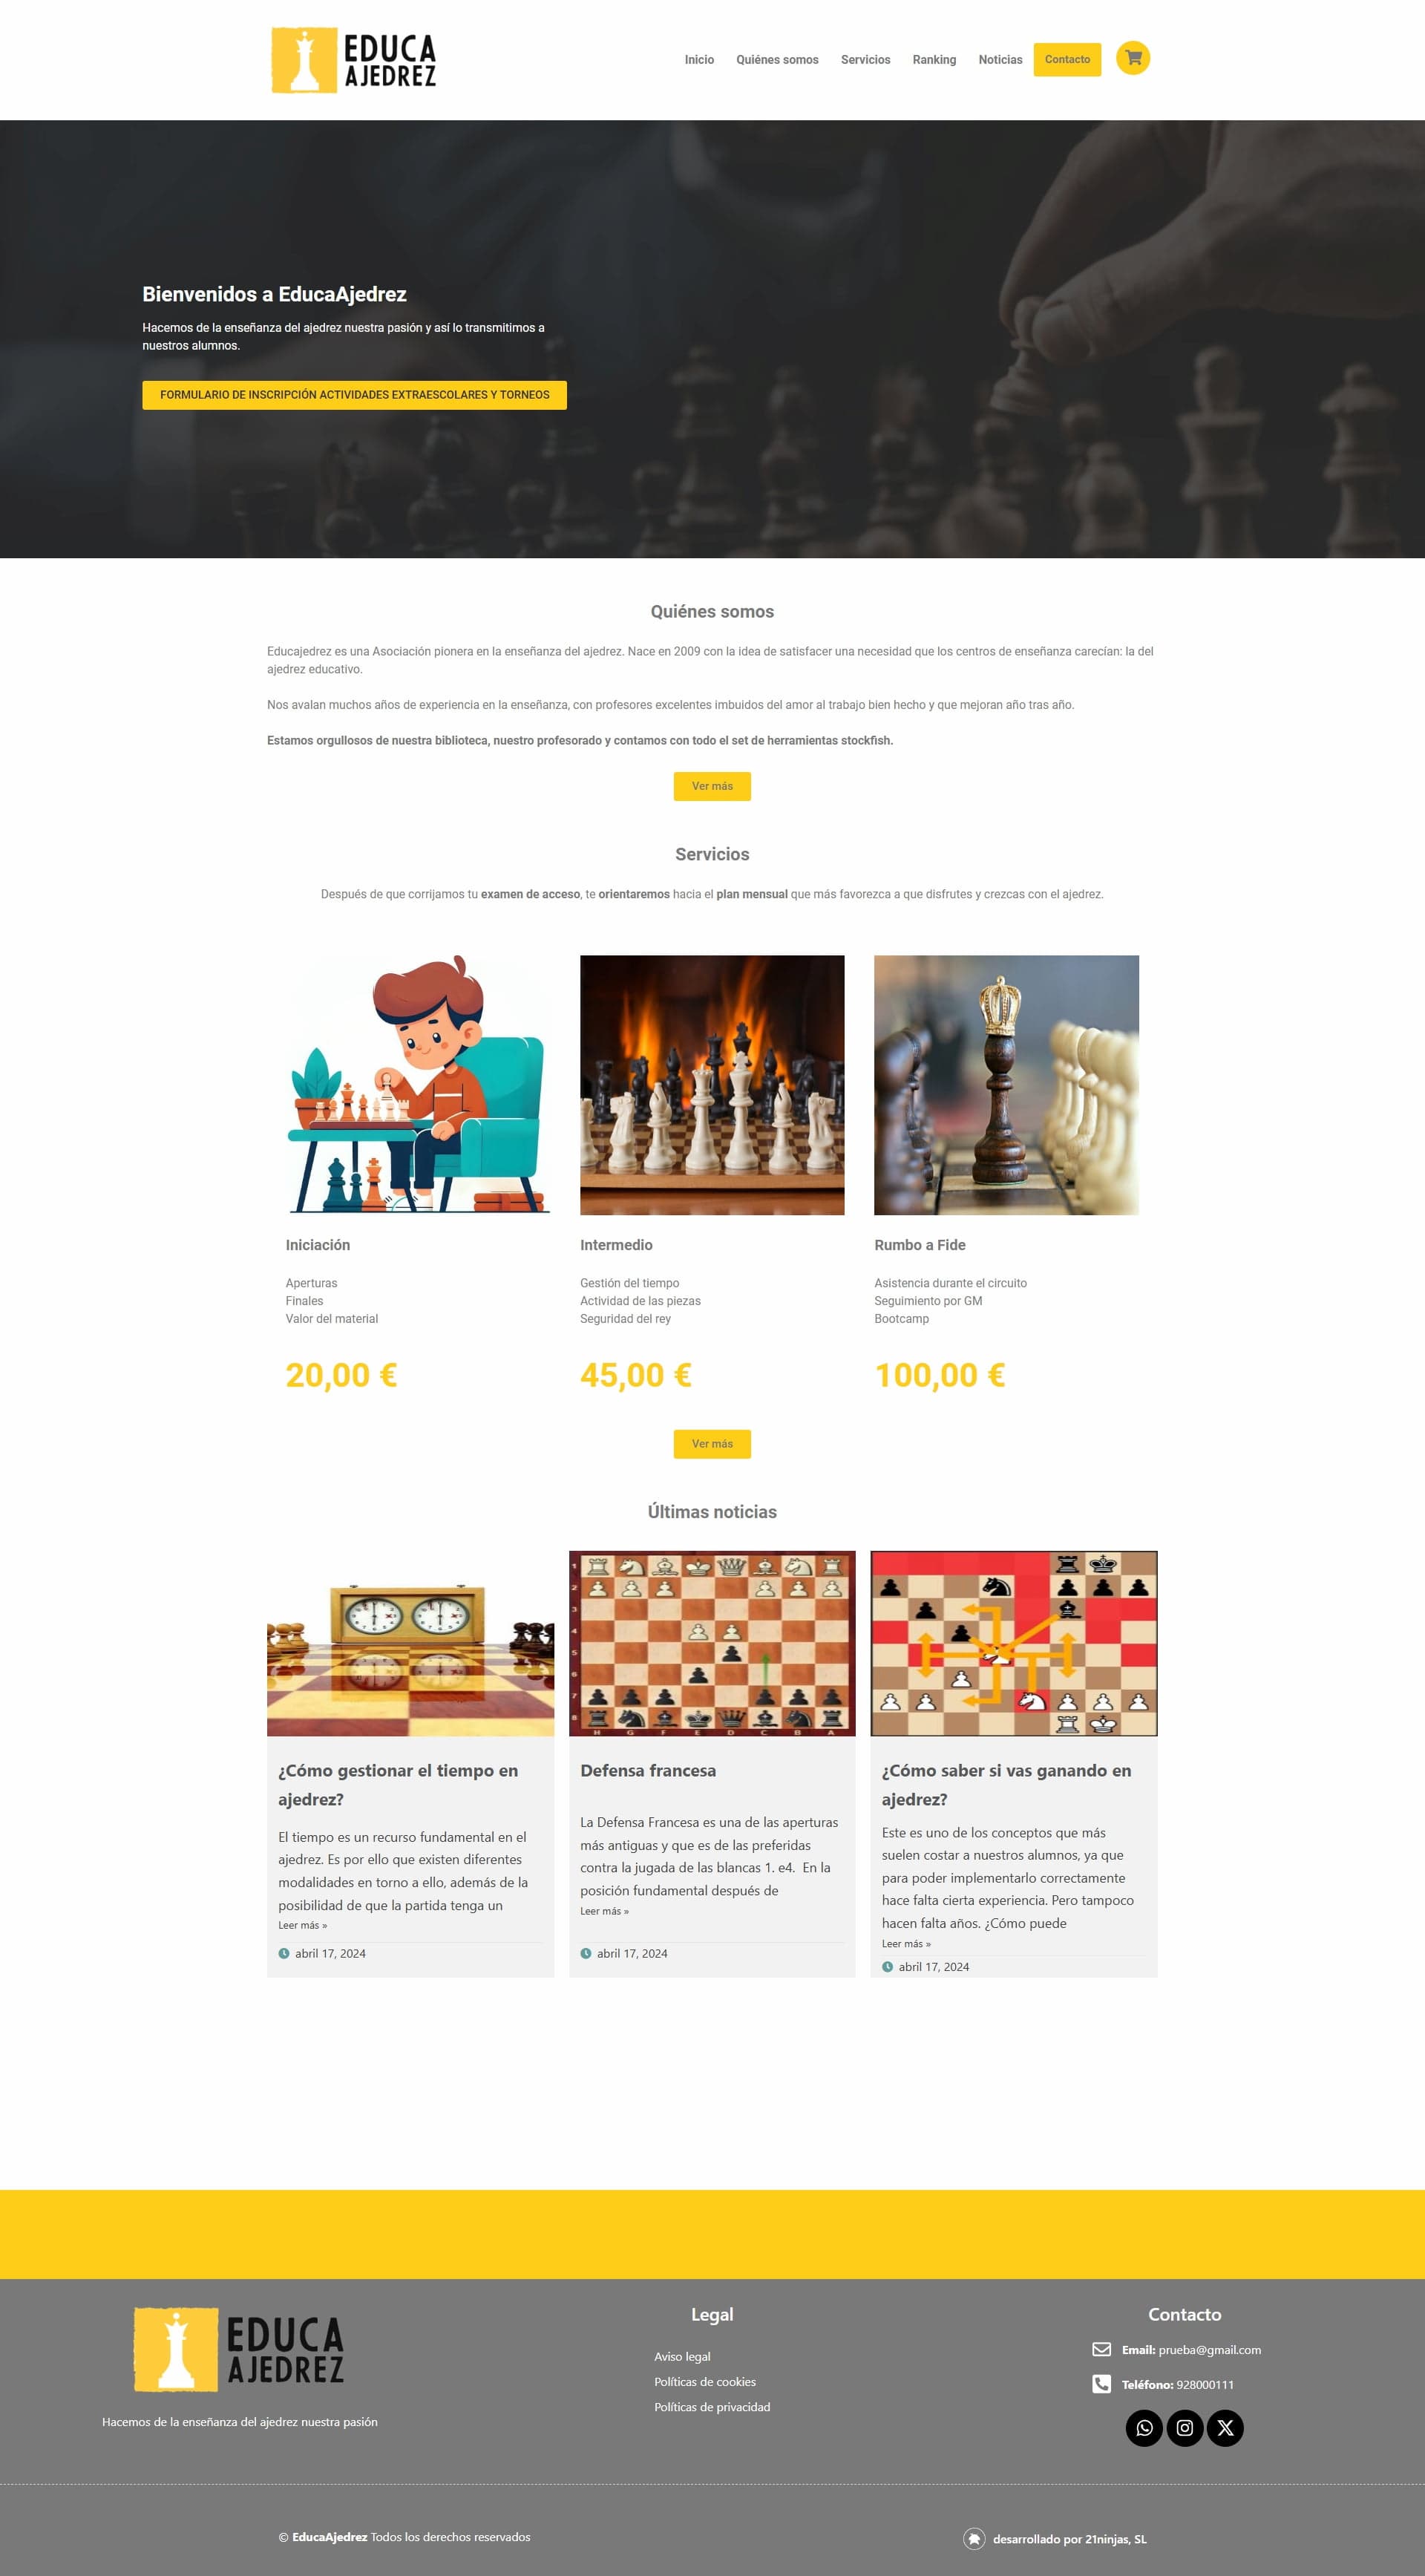 EDUCA
AJEDREZ
Inicio Quiénes somos Servicios Ranking Noticias Contacto
Bienvenidos a EducaAjedrez
Hacemos de la enseñanza del ajedrez nuestra pasión y así lo transmitimos a
nuestros alumnos.
FORMULARIO DE INSCRIPCIÓN ACTIVIDADES EXTRAESCOLARES Y TORNEOS
Quiénes somos
Educajedrez es una Asociación pionera en la enseñanza del ajedrez. Nace en 2009 con la idea de satisfacer una necesidad que los centros de enseñanza carecían: la del
ajedrez educativo.
Nos avalan muchos años de experiencia en la enseñanza, con profesores excelentes imbuidos del amor al trabajo bien hecho y que mejoran año tras año.
Estamos orgullosos de nuestra biblioteca, nuestro profesorado y contamos con todo el set de herramientas stockfish.
Ver más
Servicios
Después de que corrijamos tu examen de acceso, te orientaremos hacia el plan mensual que más favorezca a que disfrutes y crezcas con el ajedrez.
Iniciación
Aperturas
Finales
Valor del material
20,00 €
Intermedio
Gestión del tiempo
Actividad de las piezas
Seguridad del rey
45,00 €
Rumbo a Fide
Asistencia durante el circuito
Seguimiento por GM
Bootcamp
100,00 €
Ver más
Últimas noticias
¿Cómo gestionar el tiempo en
ajedrez?
El tiempo es un recurso fundamental en el
ajedrez. Es por ello que existen diferentes
modalidades en torno a ello, además de la
posibilidad de que la partida tenga un
Leer más »
abril 17, 2024
1
2
3
4
5
6
7
8
H G F E D C B A
Defensa francesa
La Defensa Francesa es una de las aperturas
más antiguas y que es de las preferidas
contra la jugada de las blancas 1. e4. En la
posición fundamental después de
Leer más »
abril 17, 2024
¿Cómo saber si vas ganando en
ajedrez?
Este es uno de los conceptos que más
suelen costar a nuestros alumnos, ya que
para poder implementarlo correctamente
hace falta cierta experiencia. Pero tampoco
hacen falta años. ¿Cómo puede
Leer más »
abril 17, 2024
EDUCA
AJEDREZ
Hacemos de la enseñanza del ajedrez nuestra pasión
Legal
Aviso legal
Políticas de cookies
Políticas de privacidad
Contacto
Email: prueba@gmail.com
Teléfono: 928000111
© EducaAjedrez Todos los derechos reservados
desarrollado por 21ninjas, SL